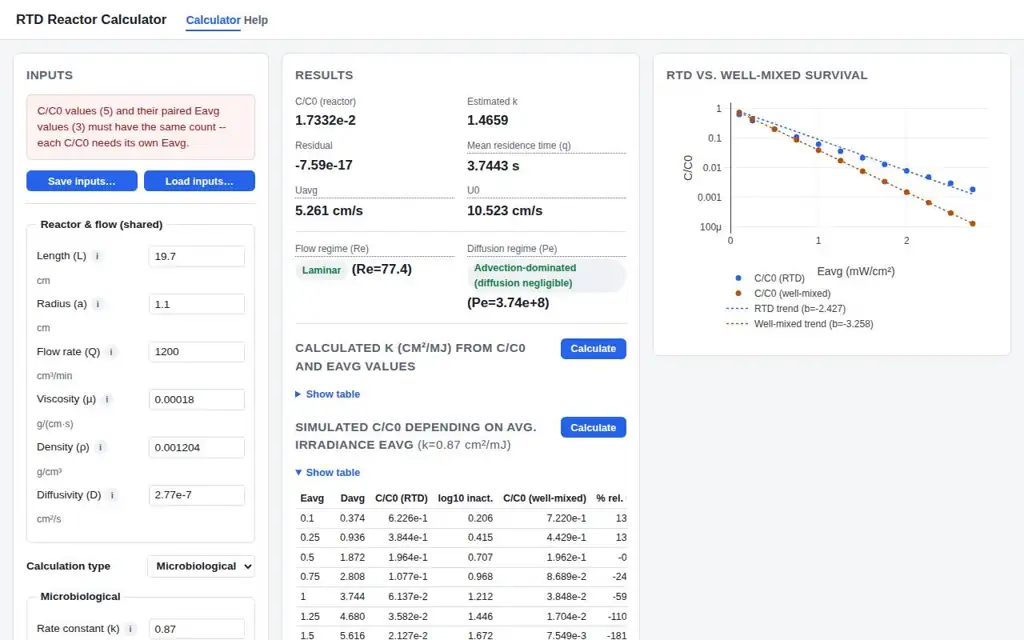 RTD Reactor Calculator Calculator Help
INPUTS
C/C0 values (5) and their paired Eavg
values (3) must have the same count --
each C/C0 needs its own Eavg.
Save inputs… Load inputs…
Reactor & flow (shared)
Length (L) i 19.7
cm
Radius (a) i 1.1
cm
Flow rate (Q) i 1200
cm³/min
Viscosity (μ) i 0.00018
g/(cm·s)
Density (ρ) i 0.001204
g/cm³
Diffusivity (D) i 2.77e-7
cm²/s
Calculation type Microbiological
Microbiological
Rate constant (k) i 0.87
RESULTS
C/C0 (reactor) Estimated k
1.7332e-2 1.4659
Residual Mean residence time (q)
-7.59e-17 3.7443 s
Uavg U0
5.261 cm/s 10.523 cm/s
Flow regime (Re) Diffusion regime (Pe)
Laminar (Re=77.4) Advection-dominated
(diffusion negligible)
(Pe=3.74e+8)
CALCULATED K (CM²/MJ) FROM C/C0 Calculate
AND EAVG VALUES
Show table
SIMULATED C/C0 DEPENDING ON AVG. Calculate
IRRADIANCE EAVG (k=0.87 cm²/mJ)
Show table
Eavg Davg C/C0 (RTD) log10 inact. C/C0 (well-mixed) % rel.
0.1 0.374 6.226e-1 0.206 7.220e-1 13
0.25 0.936 3.844e-1 0.415 4.429e-1 13
0.5 1.872 1.964e-1 0.707 1.962e-1 -0
0.75 2.808 1.077e-1 0.968 8.689e-2 -24
1 3.744 6.137e-2 1.212 3.848e-2 -59
1.25 4.680 3.582e-2 1.446 1.704e-2 -110
1.5 5.616 2.127e-2 1.672 7.549e-3 -181
RTD VS. WELL-MIXED SURVIVAL
1
0.1
0.01
0.001
100μ
C/C0
0 1 2
Eavg (mW/cm²)
C/C0 (RTD)
C/C0 (well-mixed)
RTD trend (b=-2.427)
Well-mixed trend (b=-3.258)